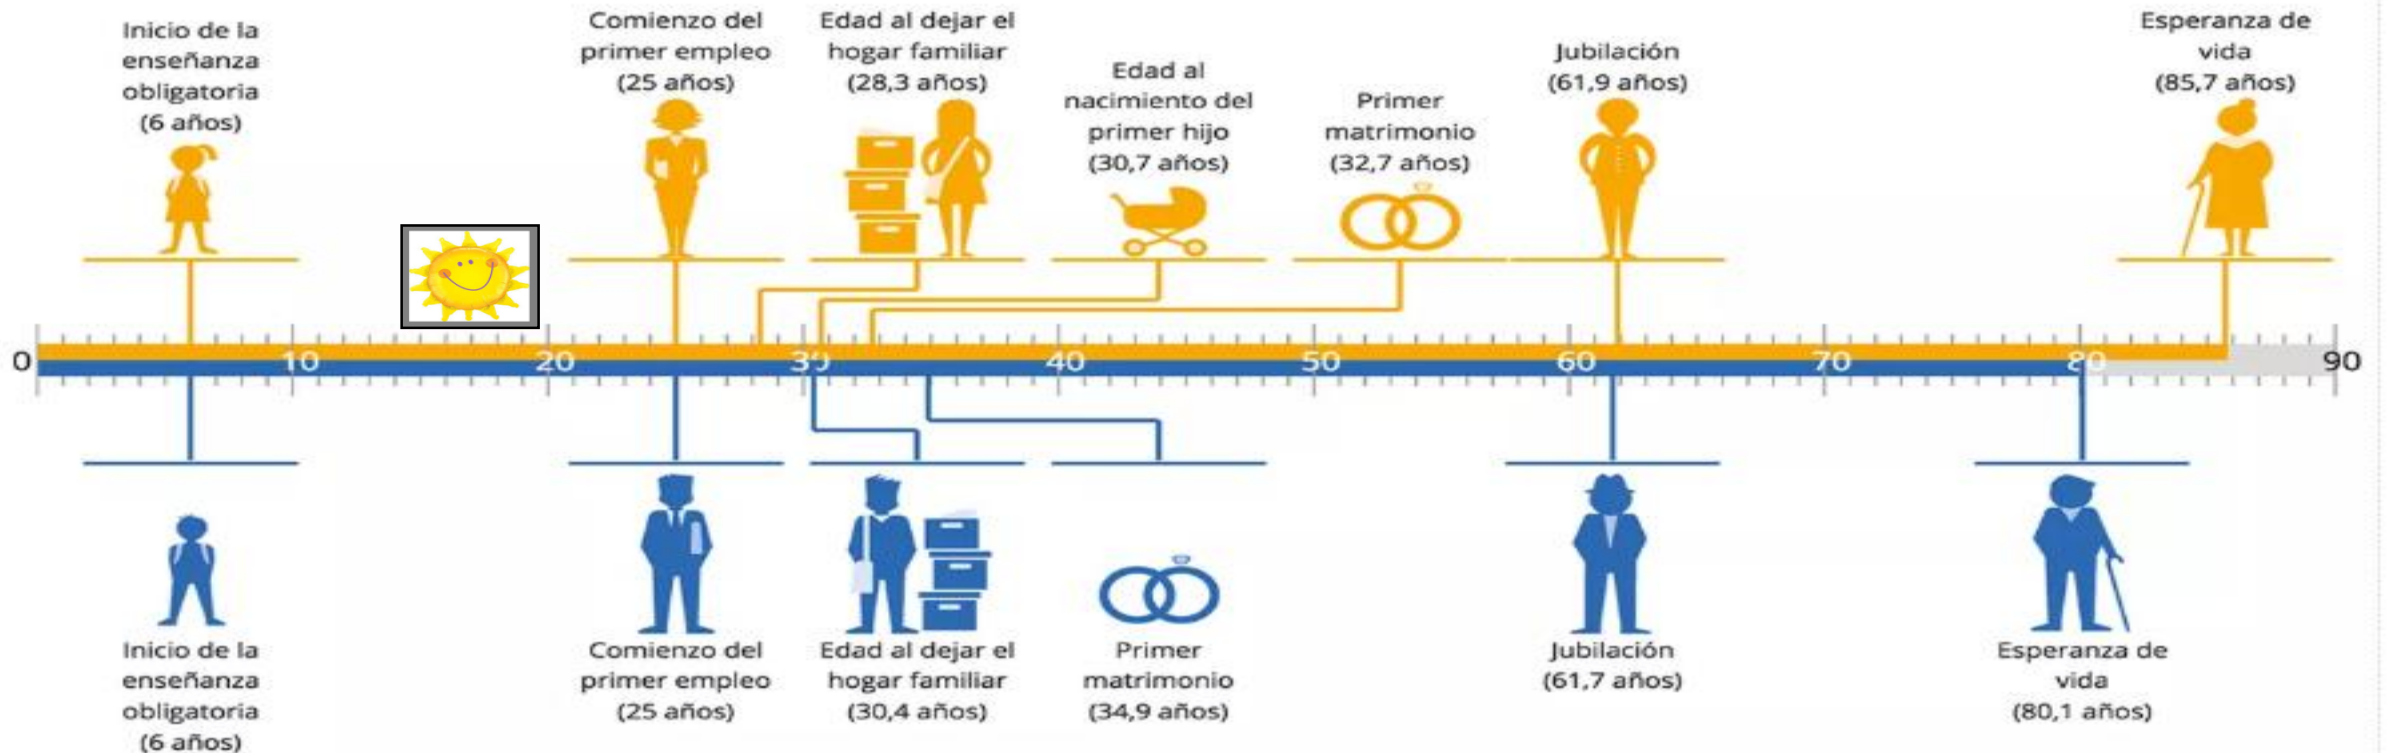 Inicio de la
enseñanza
obligatoria
(6 años)
Comienzo del
primer empleo
(25 años)
Edad al dejar el
hogar familiar
(28,3 años)
Edad al
nacimiento del
primer hijo
(30,7 años)
Primer
matrimonio
(32,7 años)
Jubilación
(61,9 años)
Esperanza de
vida
(85,7 años)
0 10 20 30 40 50 60 70 80 90
Inicio de la
enseñanza
obligatoria
(6 años)
Comienzo del
primer empleo
(25 años)
Edad al dejar el
hogar familiar
(30,4 años)
Primer
matrimonio
(34,9 años)
Jubilación
(61,7 años)
Esperanza de
vida
(80,1 años)